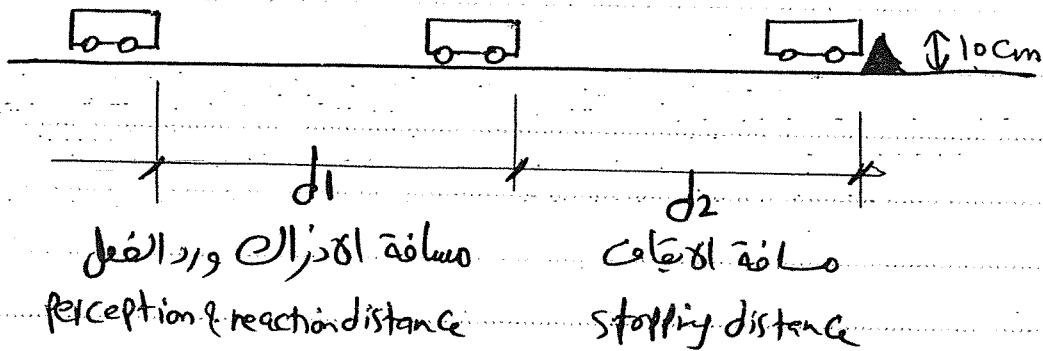 10cm
d1 d2
مسافة الادراك ورد الفعل مسافة الايقاف
perception & reaction distance stopping distance